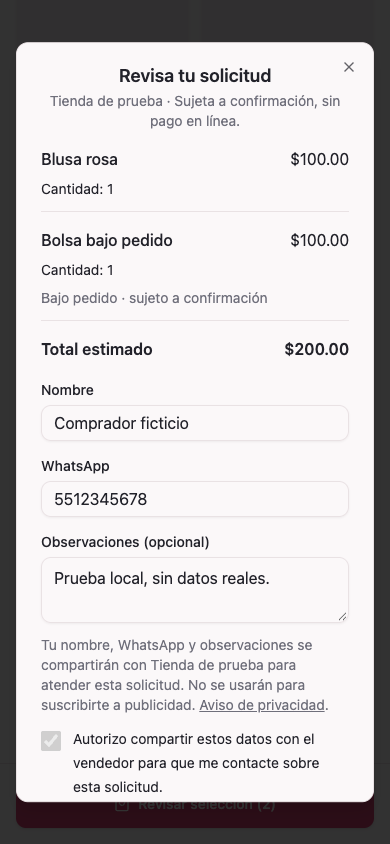 Revisa tu solicitud
Tienda de prueba · Sujeta a confirmación, sin
pago en línea.
Blusa rosa $100.00
Cantidad: 1
Bolsa bajo pedido $100.00
Cantidad: 1
Bajo pedido · sujeto a confirmación
Total estimado $200.00
Nombre
Comprador ficticio
WhatsApp
5512345678
Observaciones (opcional)
Prueba local, sin datos reales.
Tu nombre, WhatsApp y observaciones se
compartirán con Tienda de prueba para
atender esta solicitud. No se usarán para
suscribirte a publicidad. Aviso de privacidad.
Autorizo compartir estos datos con el
vendedor para que me contacte sobre
esta solicitud.
Revisar selección (2)